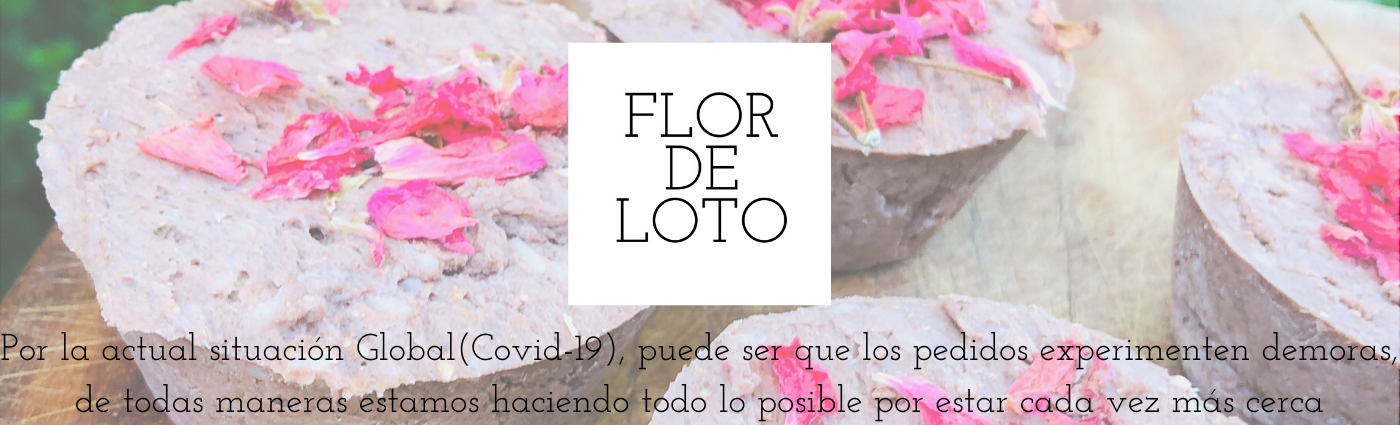 FLOR
DE
LOTO
Por la actual situación Global(Covid-19), puede ser que los pedidos experimenten demoras,
de todas maneras estamos haciendo todo lo posible por estar cada vez más cerca